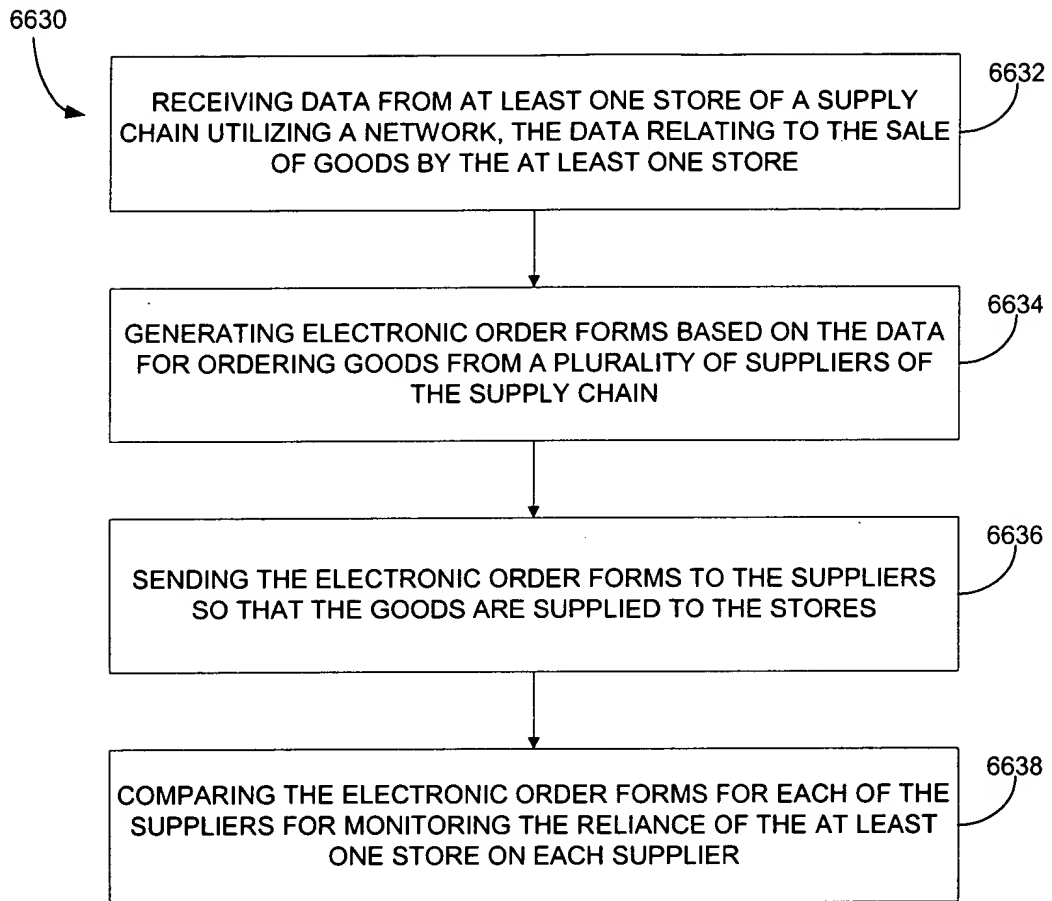 6630
RECEIVING DATA FROM AT LEAST ONE STORE OF A SUPPLY
CHAIN UTILIZING A NETWORK, THE DATA RELATING TO THE SALE
OF GOODS BY THE AT LEAST ONE STORE
6632
GENERATING ELECTRONIC ORDER FORMS BASED ON THE DATA
FOR ORDERING GOODS FROM A PLURALITY OF SUPPLIERS OF
THE SUPPLY CHAIN
6634
SENDING THE ELECTRONIC ORDER FORMS TO THE SUPPLIERS
SO THAT THE GOODS ARE SUPPLIED TO THE STORES
6636
COMPARING THE ELECTRONIC ORDER FORMS FOR EACH OF THE
SUPPLIERS FOR MONITORING THE RELIANCE OF THE AT LEAST
ONE STORE ON EACH SUPPLIER
6638